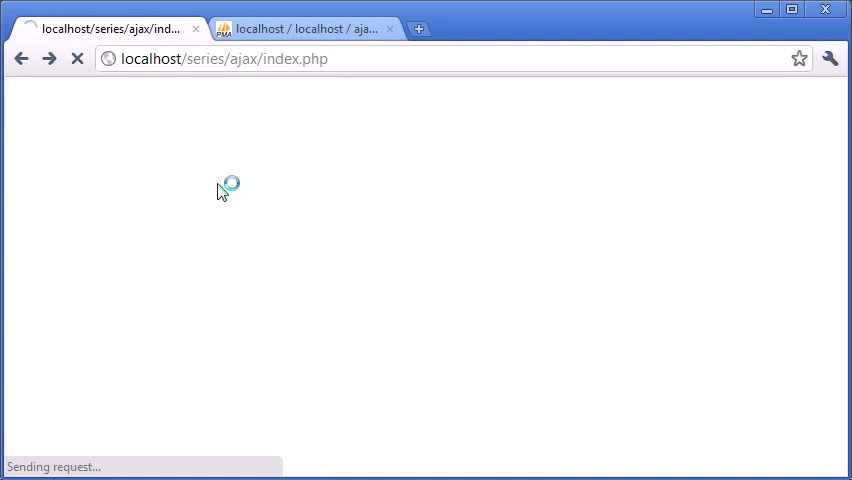 localhost/series/ajax/ind...
PMA
localhost / localhost / aja...
localhost/series/ajax/index.php
Sending request...